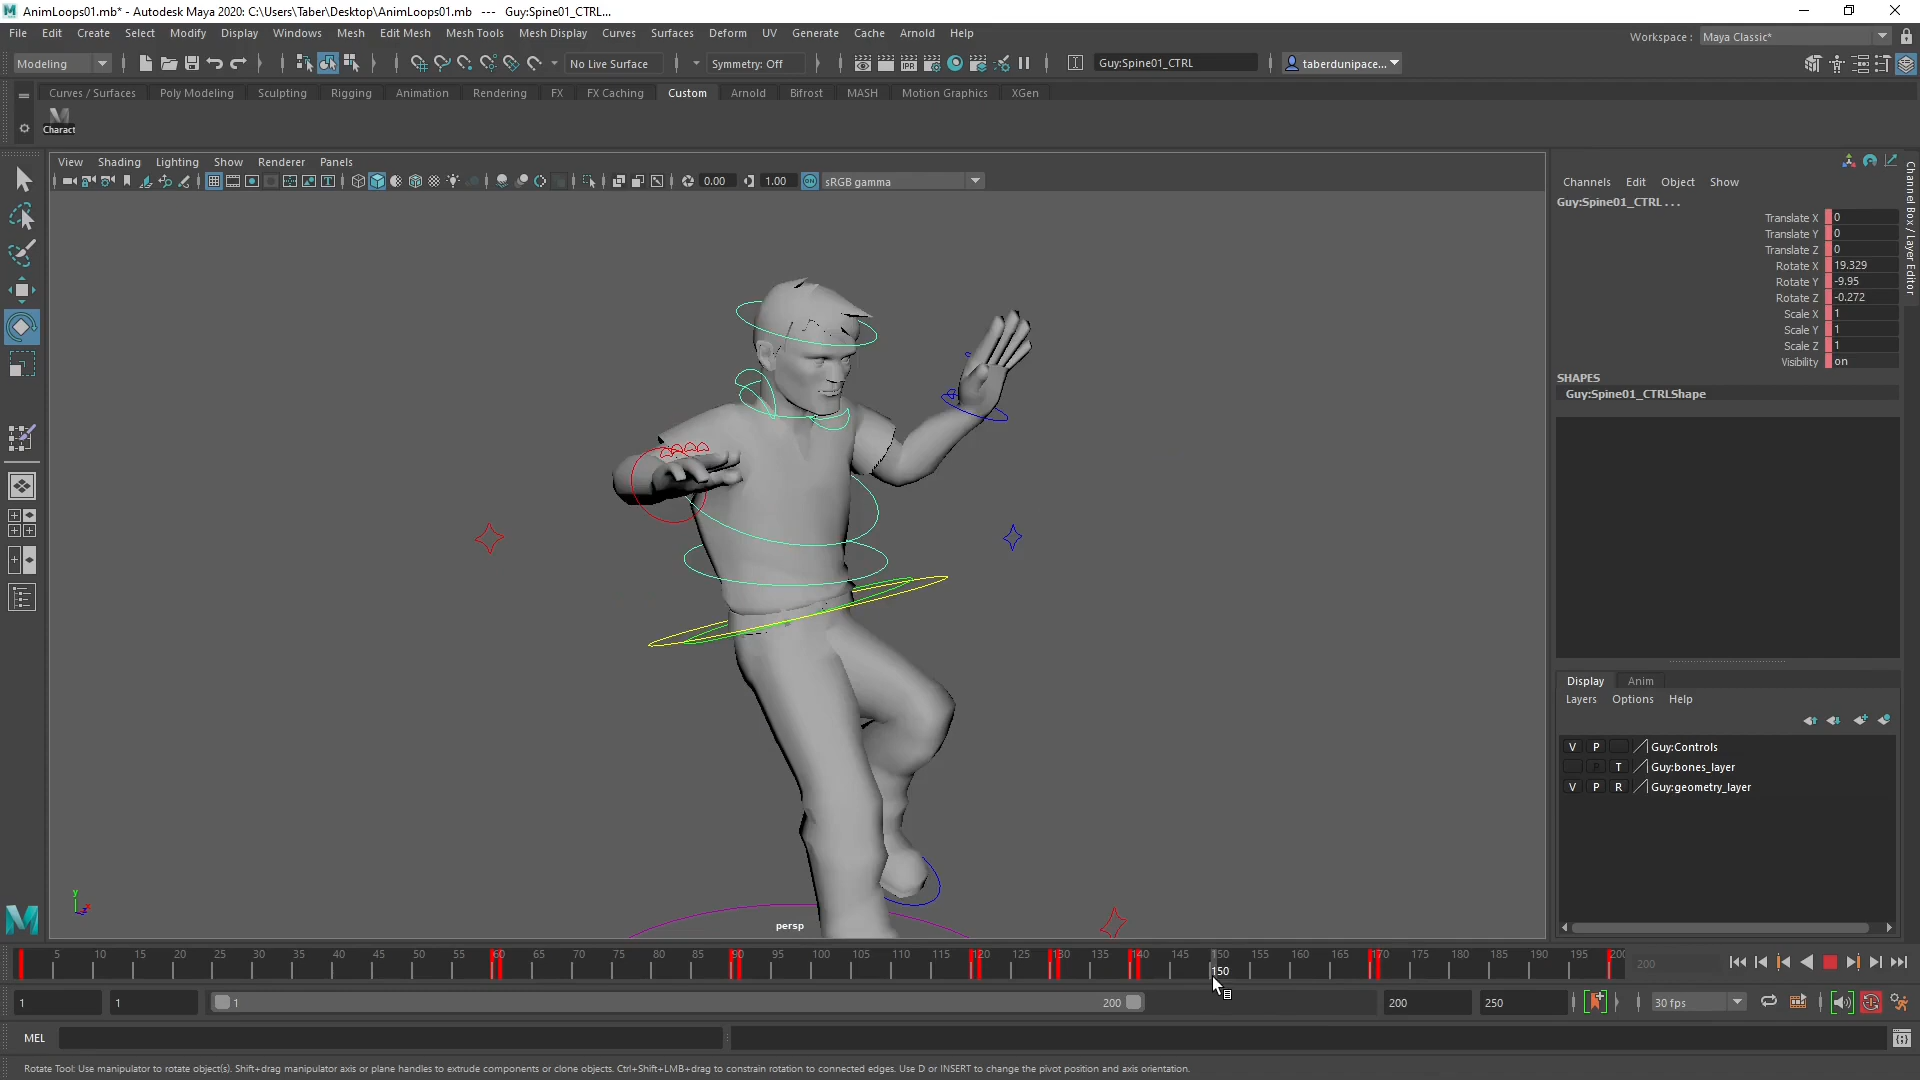 AnimLoops01.mb* - Autodesk Maya 2020: C:\Users\Taber\Desktop\AnimLoops01.mb   ---   Guy:Spine01_CTRL...
File Edit Create Select Modify Display Windows Mesh Edit Mesh Mesh Tools Mesh Display Curves Surfaces Deform UV Generate Cache Arnold Help Workspace : Maya Classic*
Modeling No Live Surface Symmetry: Off Guy:Spine01_CTRL taberdunipace...
Curves / Surfaces Poly Modeling Sculpting Rigging Animation Rendering FX FX Caching Custom Arnold Bifrost MASH Motion Graphics XGen
Charact
View Shading Lighting Show Renderer Panels
0.00 1.00 ON sRGB gamma
Channels Edit Object Show
Guy:Spine01_CTRL . . .
Translate X 0
Translate Y 0
Translate Z 0
Rotate X 19.329
Rotate Y -9.95
Rotate Z -0.272
Scale X 1
Scale Y 1
Scale Z 1
Visibility on
SHAPES
Guy:Spine01_CTRLShape
Channel Box / Layer Editor
Display Anim
Layers Options Help
V P Guy:Controls
P T Guy:bones_layer
V P R Guy:geometry_layer
y
x
persp
5 10 15 20 25 30 35 40 45 50 55 60 65 70 75 80 85 90 95 100 105 110 115 120 125 130 135 140 145 150 155 160 165 170 175 180 185 190 195 200
150
200
1 1 1 200 200 250 30 fps
MEL
Rotate Tool: Use manipulator to rotate object(s). Shift+drag manipulator axis or plane handles to extrude components or clone objects. Ctrl+Shift+LMB+drag to constrain rotation to connected edges. Use D or INSERT to change the pivot position and axis orientation.